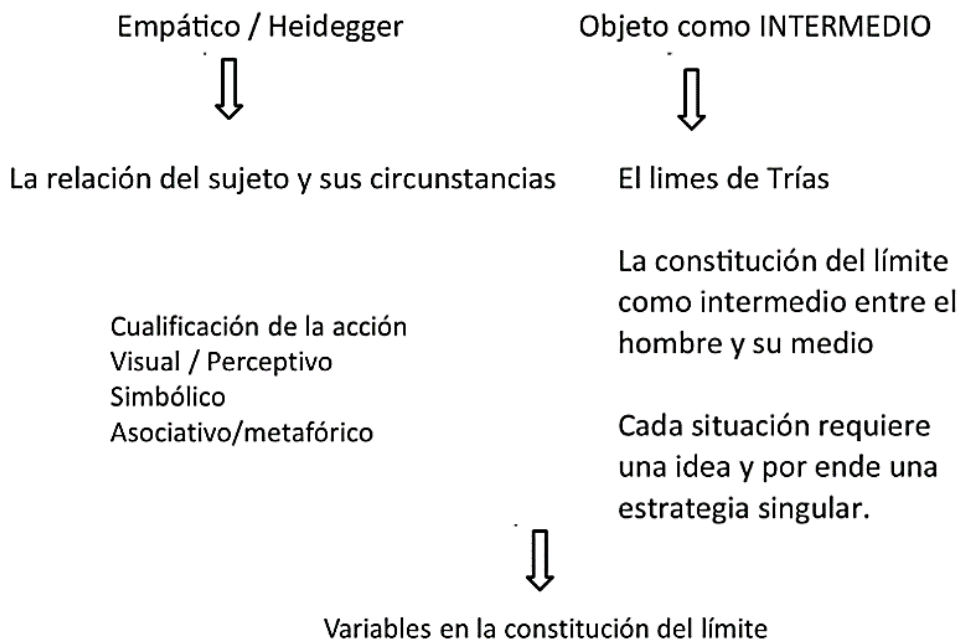 Empático / Heidegger
Objeto como INTERMEDIO
La relación del sujeto y sus circunstancias
El limes de Trías
La constitución del límite
como intermedio entre el
hombre y su medio
Cualificación de la acción
Visual / Perceptivo
Simbólico
Asociativo/metafórico
Cada situación requiere
una idea y por ende una
estrategia singular.
Variables en la constitución del límite